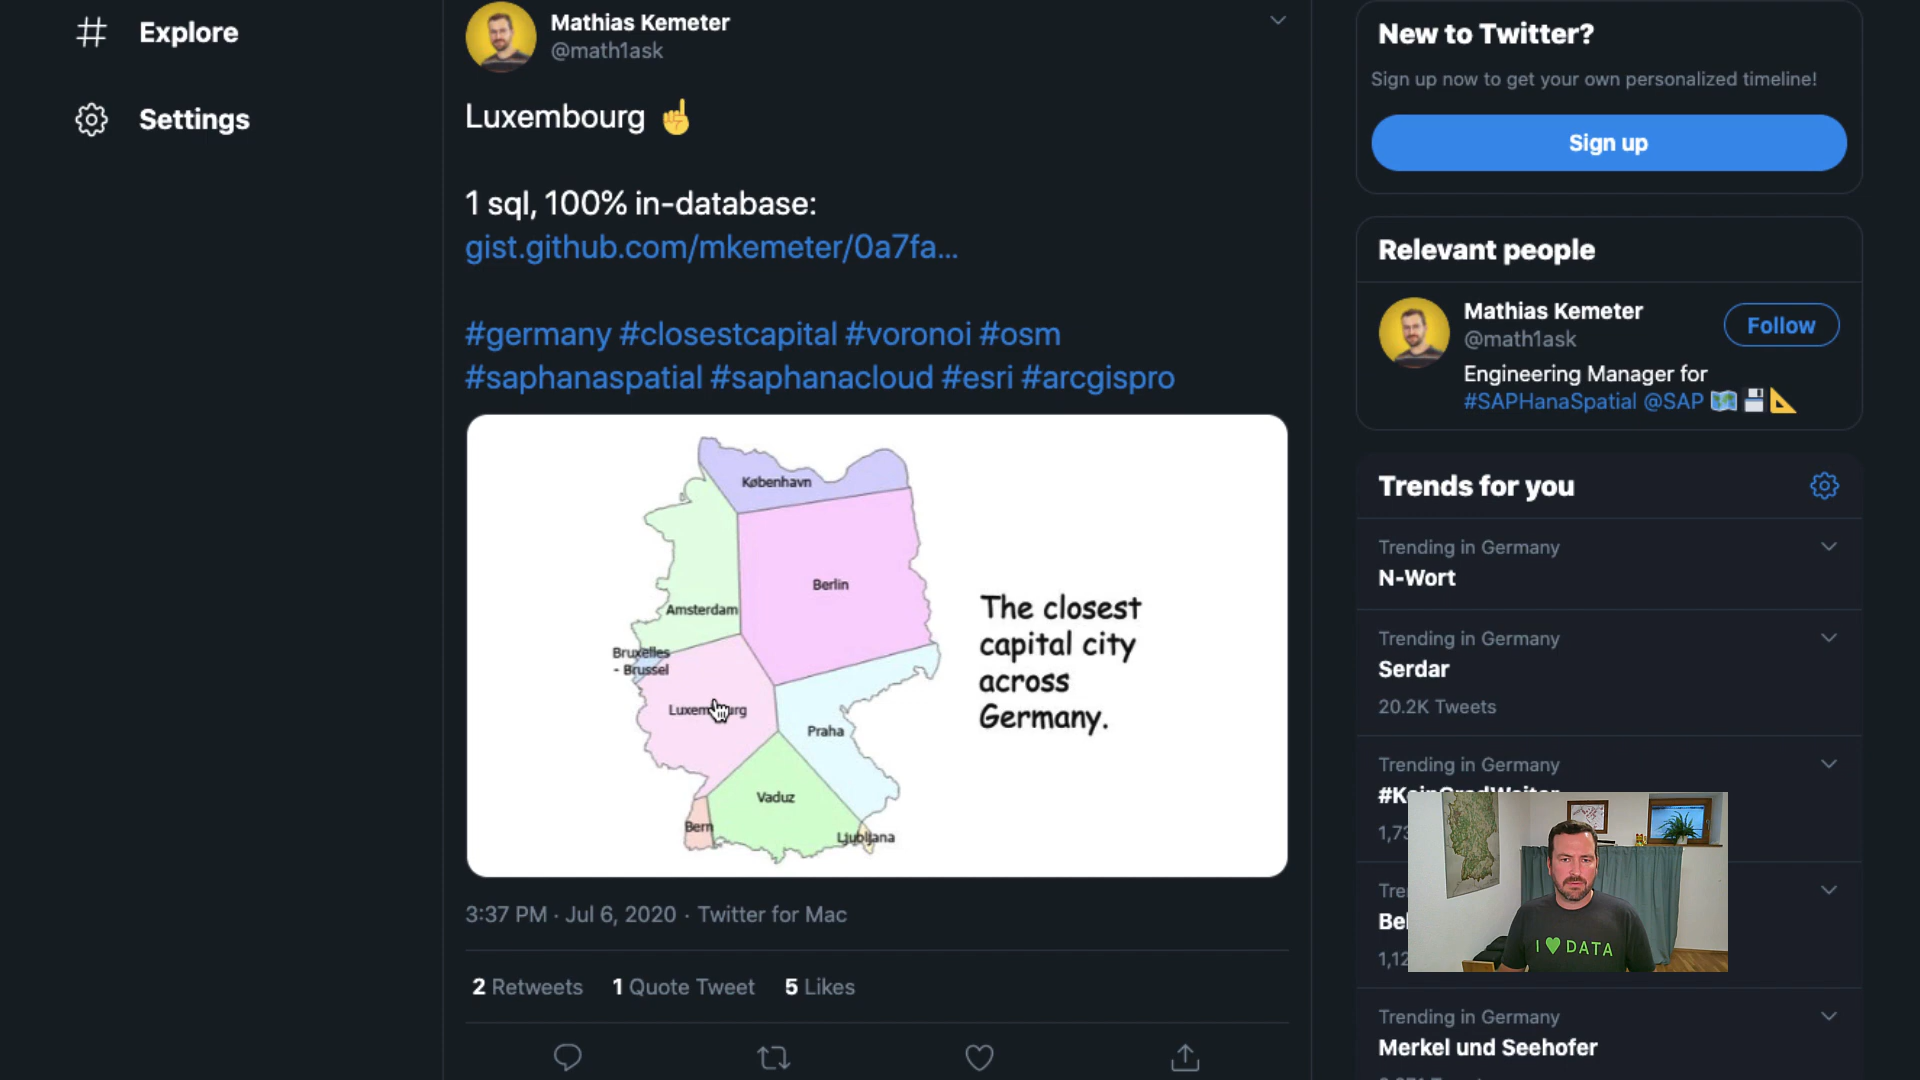 Explore
Settings
Mathias Kemeter
@math1ask
Luxembourg ☝
1 sql, 100% in-database:
gist.github.com/mkemeter/0a7fa...
#germany #closestcapital #voronoi #osm
#saphanaspatial #saphanacloud #esri #arcgispro
København
Berlin
Amsterdam
Bruxelles
- Brussel
Praha
Vaduz
Bern
Ljubljana
The closest
capital city
across
Germany.
3:37 PM · Jul 6, 2020 · Twitter for Mac
2 Retweets 1 Quote Tweet 5 Likes
New to Twitter?
Sign up now to get your own personalized timeline!
Sign up
Relevant people
Mathias Kemeter
@math1ask
Follow
Engineering Manager for
#SAPHanaSpatial @SAP
Trends for you
Trending in Germany
N-Wort
Trending in Germany
Serdar
20.2K Tweets
Trending in Germany
I ♥ DATA
Trending in Germany
Merkel und Seehofer